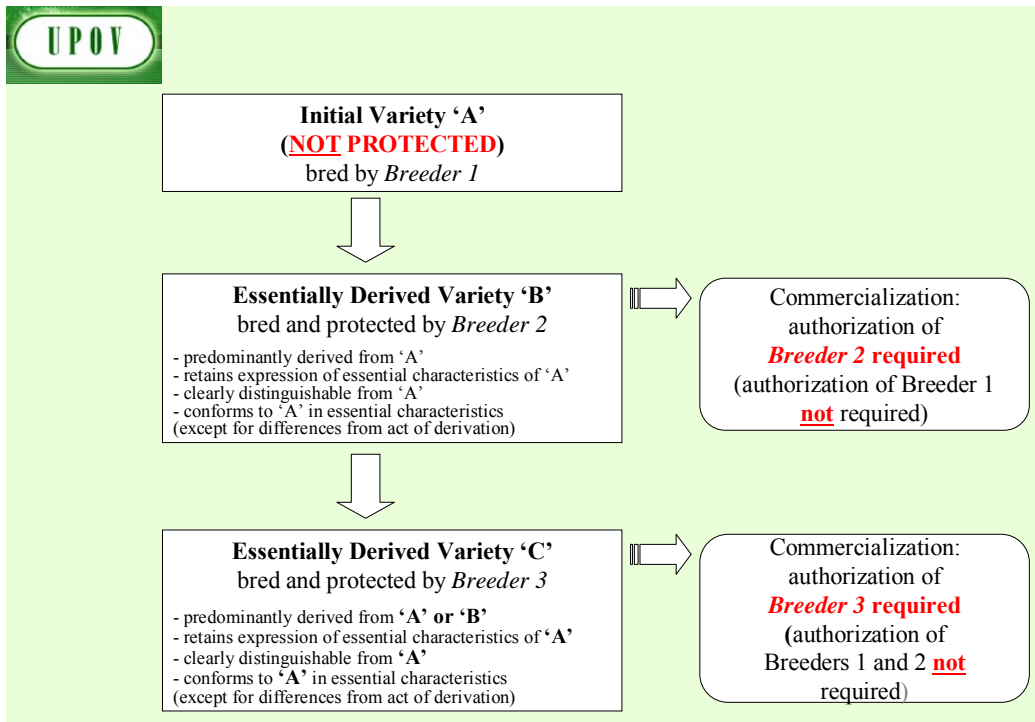 UPOV
Initial Variety ‘A’
(NOT PROTECTED)
bred by Breeder 1
Essentially Derived Variety ‘B’
bred and protected by Breeder 2
- predominantly derived from ‘A’
- retains expression of essential characteristics of ‘A’
- clearly distinguishable from ‘A’
- conforms to ‘A’ in essential characteristics
(except for differences from act of derivation)
Commercialization:
authorization of
Breeder 2 required
(authorization of Breeder 1
not required)
Essentially Derived Variety ‘C’
bred and protected by Breeder 3
- predominantly derived from ‘A’ or ‘B’
- retains expression of essential characteristics of ‘A’
- clearly distinguishable from ‘A’
- conforms to ‘A’ in essential characteristics
(except for differences from act of derivation)
Commercialization:
authorization of
Breeder 3 required
(authorization of
Breeders 1 and 2 not
required)